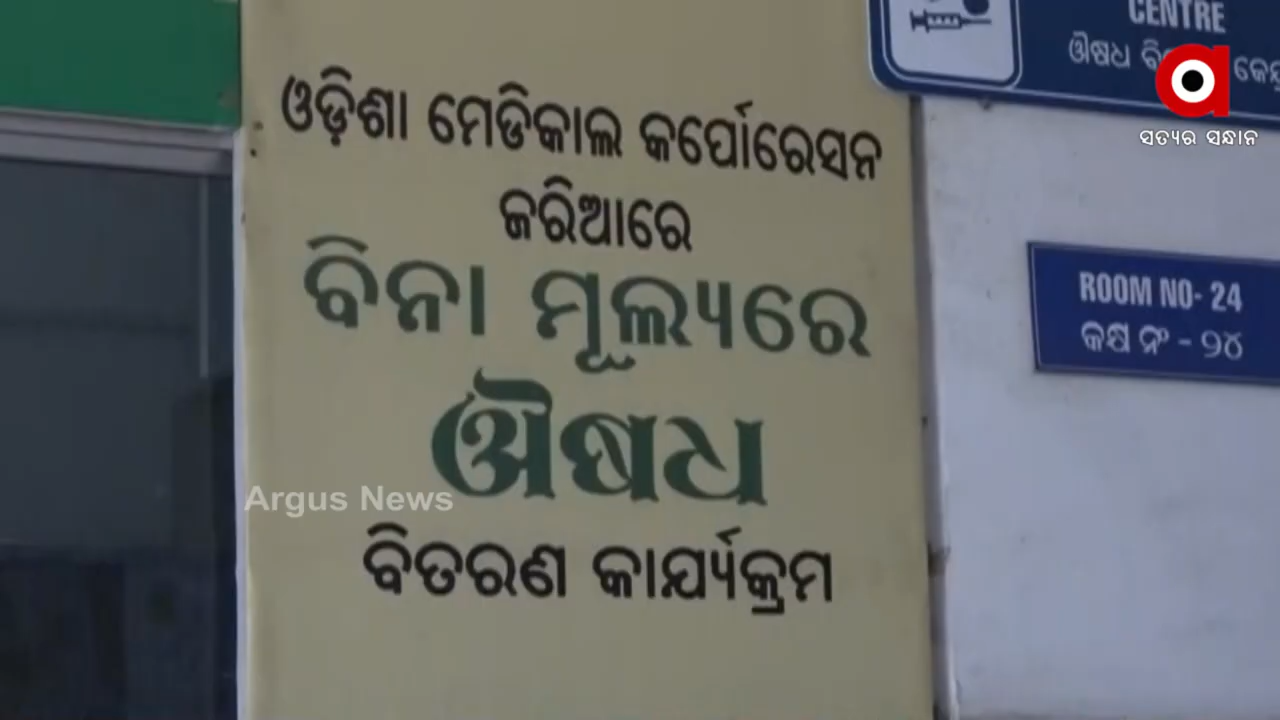 ଓଡ଼ିଶା ମେଡିକାଲ କର୍ପୋରେସନ
ଜରିଆରେ
ବିନା ମୂଲ୍ୟରେ
ଔଷଧ
ବିତରଣ କାର୍ଯ୍ୟକ୍ରମ
CENTRE
ଔଷଧ
ସତ୍ୟର ସନ୍ଧାନ
ROOM NO- 24
କକ୍ଷ ନଂ - ୨୪
Argus News